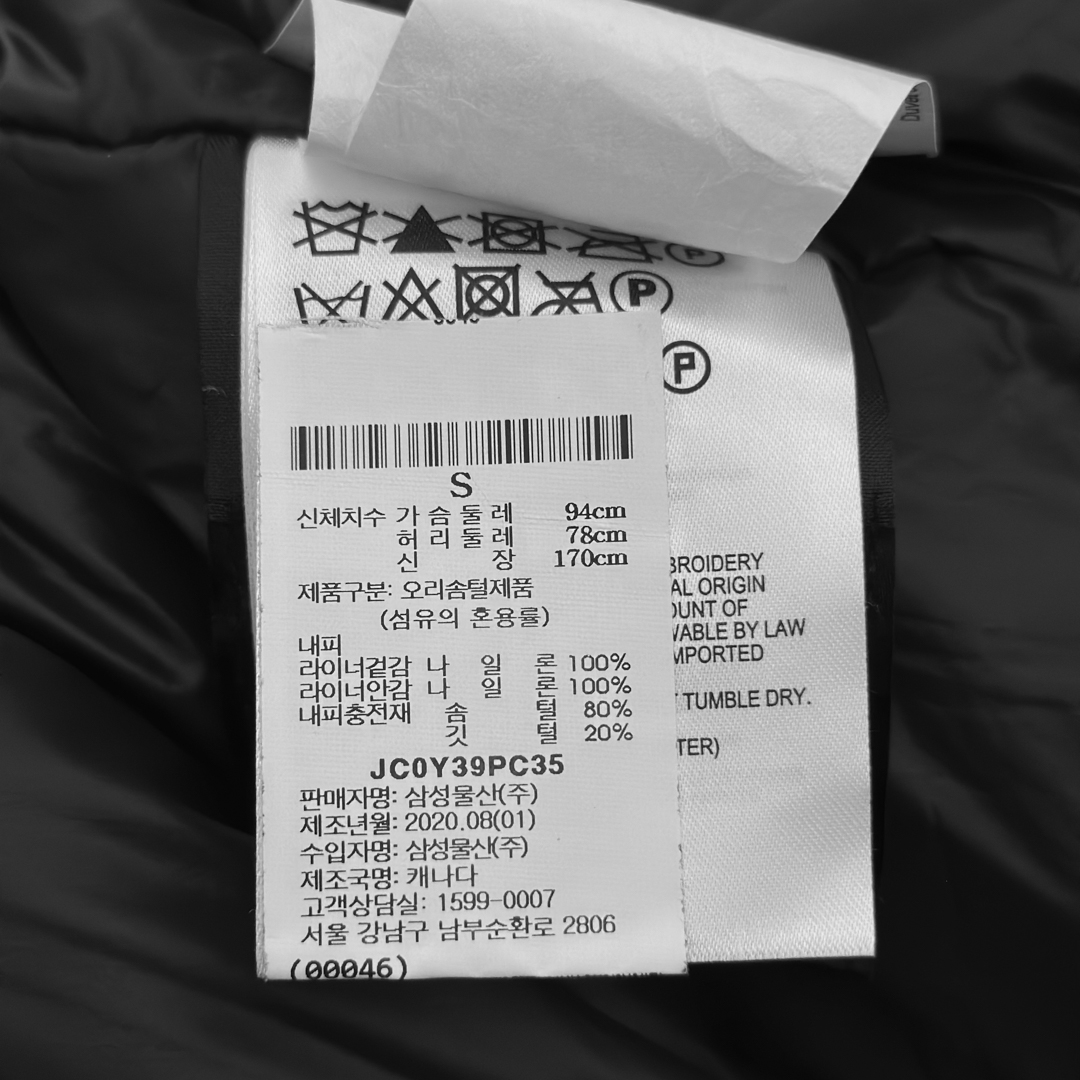 Duver
P
P
P
S
신체치수 가 슴 둘 레 94cm
허 리 둘 레 78cm
신 장 170cm
제품구분: 오리솜털제품
(섬유의 혼용률)
내피
라이너겉감 나 일 론 100%
라이너안감 나 일 론 100%
내피충전재 솜 털 80%
깃 털 20%
JC0Y39PC35
판매자명: 삼성물산(주)
제조년월: 2020.08(01)
수입자명: 삼성물산(주)
제조국명: 캐나다
고객상담실: 1599-0007
서울 강남구 남부순환로 2806
(00046)
BROIDERY
AL ORIGIN
OUNT OF
WABLE BY LAW
MPORTED
TUMBLE DRY.
TER)